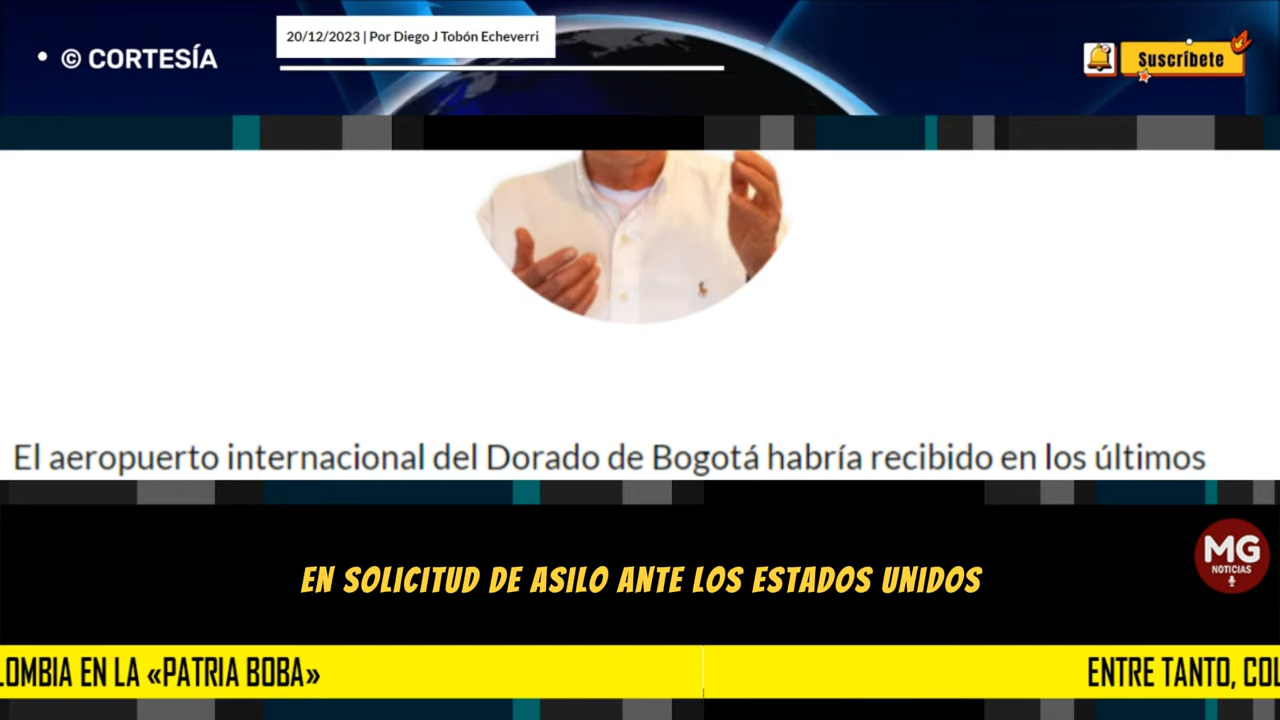 20/12/2023 | Por Diego J Tobón Echeverri
• © CORTESÍA
Suscríbete
El aeropuerto internacional del Dorado de Bogotá habría recibido en los últimos
MG
NOTICIAS
EN SOLICITUD DE ASILO ANTE LOS ESTADOS UNIDOS
LOMBIA EN LA «PATRIA BOBA»
ENTRE TANTO, COL